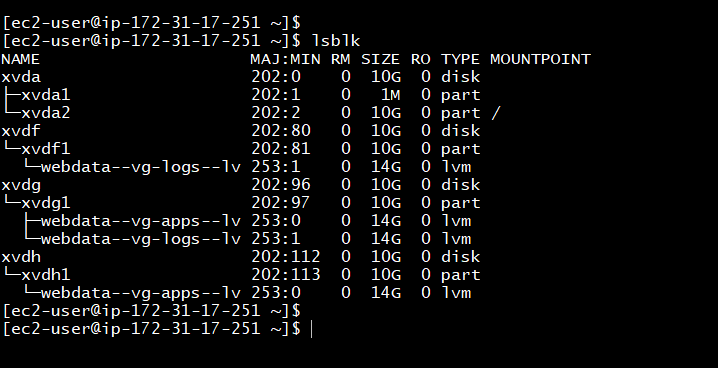 [ec2-user@ip-172-31-17-251 ~]$
[ec2-user@ip-172-31-17-251 ~]$ lsblk
NAME                         MAJ:MIN RM SIZE RO TYPE MOUNTPOINT
xvda                         202:0    0  10G  0 disk
├─xvda1                      202:1    0   1M  0 part
└─xvda2                      202:2    0  10G  0 part /
xvdf                         202:80   0  10G  0 disk
└─xvdf1                      202:81   0  10G  0 part
  └─webdata--vg-logs--lv 253:1    0  14G  0 lvm
xvdg                         202:96   0  10G  0 disk
└─xvdg1                      202:97   0  10G  0 part
  ├─webdata--vg-apps--lv 253:0    0  14G  0 lvm
  └─webdata--vg-logs--lv 253:1    0  14G  0 lvm
xvdh                         202:112  0  10G  0 disk
└─xvdh1                      202:113  0  10G  0 part
  └─webdata--vg-apps--lv 253:0    0  14G  0 lvm
[ec2-user@ip-172-31-17-251 ~]$
[ec2-user@ip-172-31-17-251 ~]$